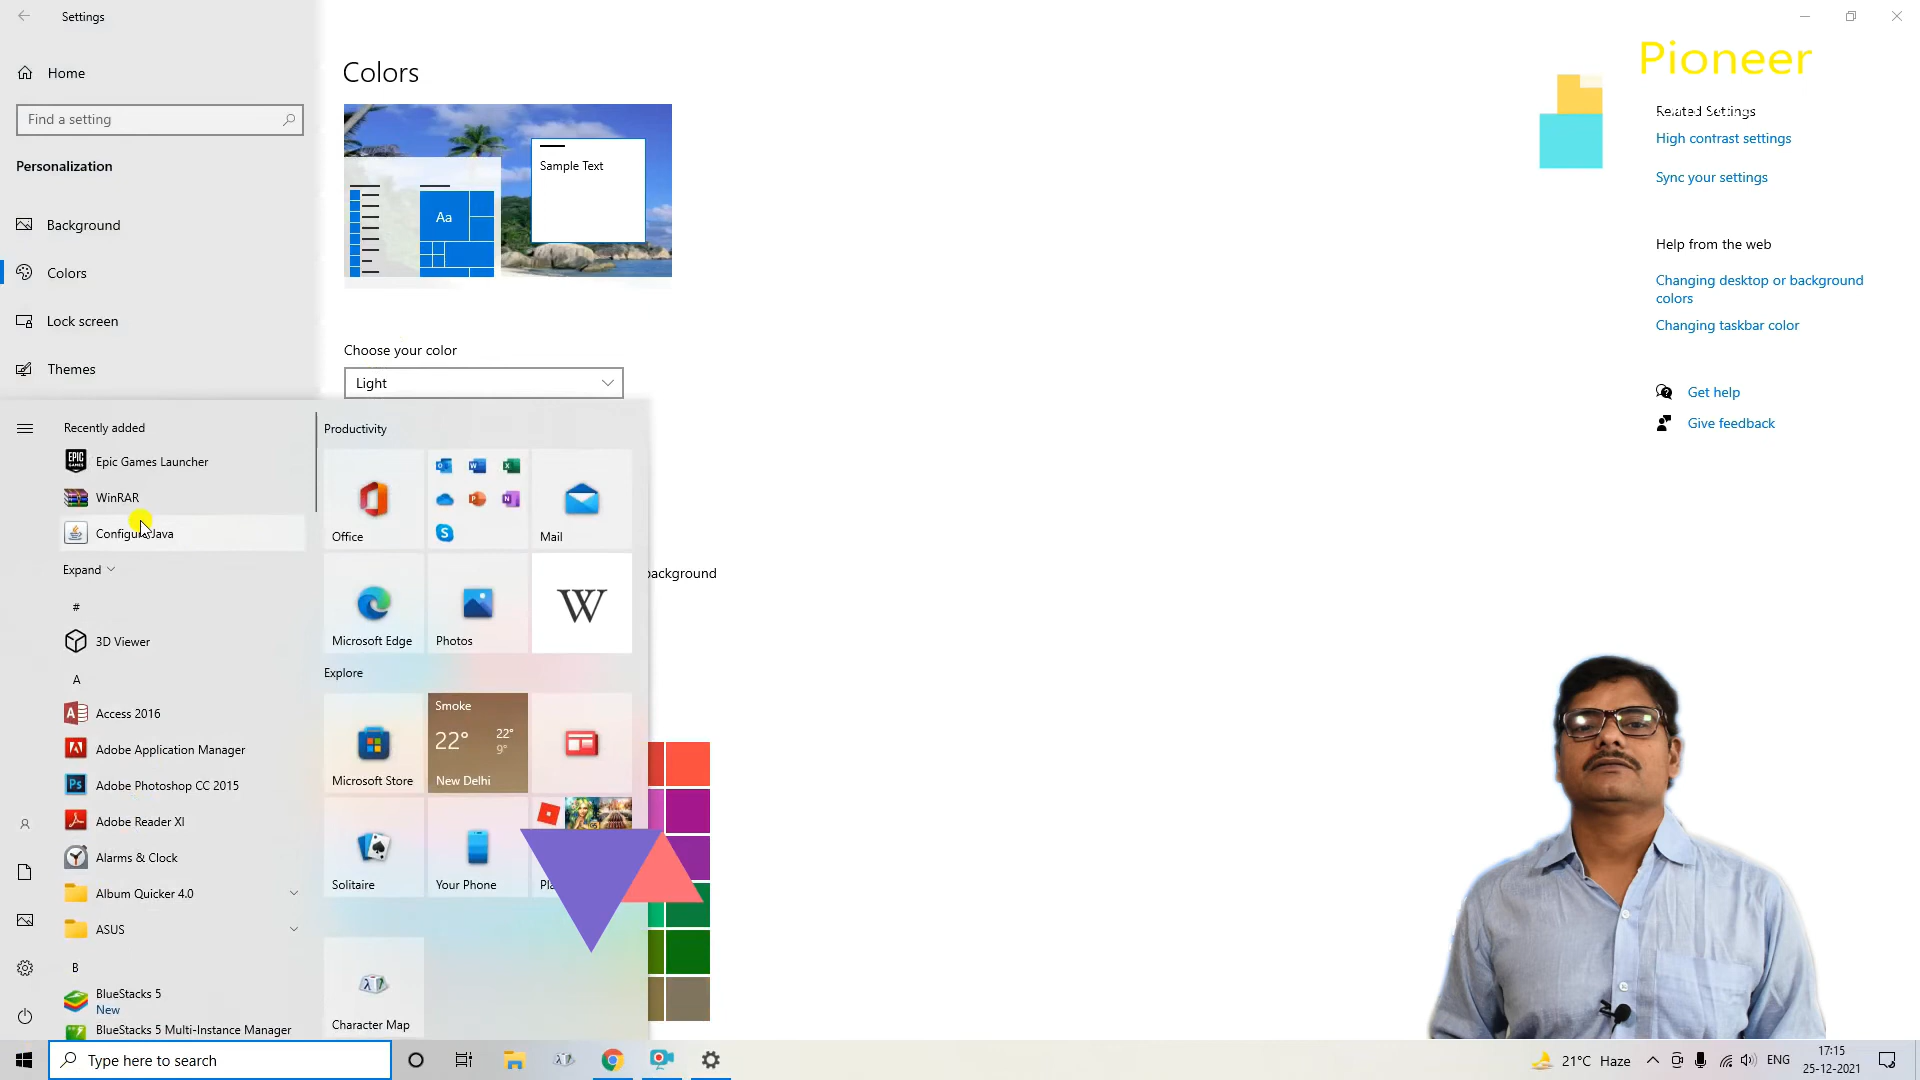 Settings
Home
Find a setting
Personalization
Background
Colors
Lock screen
Themes
Colors
Sample Text
Aa
Choose your color
Light
background
Pioneer
Related Settings
High contrast settings
Sync your settings
Help from the web
Changing desktop or background
colors
Changing taskbar color
Get help
Give feedback
Recently added
Epic Games Launcher
WinRAR
Configure Java
Expand
#
3D Viewer
A
Access 2016
Adobe Application Manager
Adobe Photoshop CC 2015
Adobe Reader XI
Alarms & Clock
Album Quicker 4.0
ASUS
B
BlueStacks 5
New
BlueStacks 5 Multi-Instance Manager
Productivity
Office
Mail
Microsoft Edge
Photos
W
Explore
Microsoft Store
Smoke
22° 22°
9°
New Delhi
Solitaire
Your Phone
Character Map
Type here to search
21°C Haze
ENG
17:15
25-12-2021